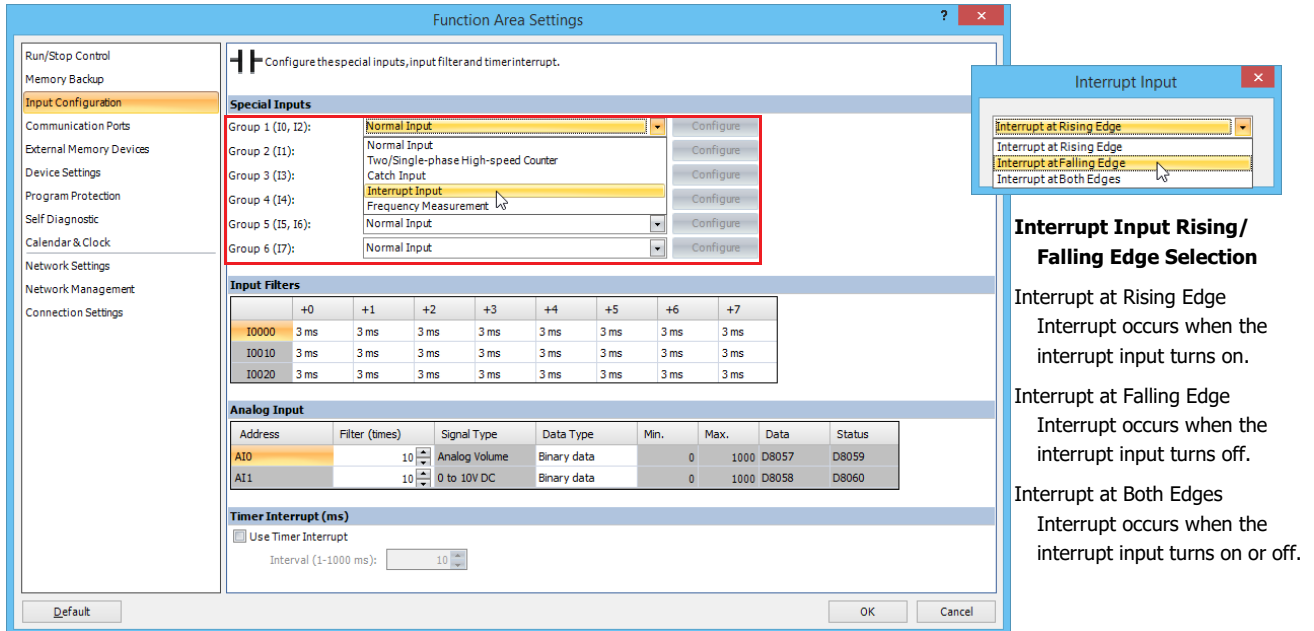 Function Area Settings
?
Run/Stop Control
Memory Backup
Input Configuration
Communication Ports
External Memory Devices
Device Settings
Program Protection
Self Diagnostic
Calendar & Clock
Network Settings
Network Management
Connection Settings
Configure the special inputs, input filter and timer interrupt.
Special Inputs
Group 1 (I0, I2): Normal Input Configure
Normal Input
Group 2 (I1): Configure
Two/Single-phase High-speed Counter
Group 3 (I3): Catch Input Configure
Interrupt Input
Group 4 (I4): Configure
Frequency Measurement
Group 5 (I5, I6): Normal Input Configure
Group 6 (I7): Normal Input Configure
Input Filters
+0 +1 +2 +3 +4 +5 +6 +7
I0000 3 ms 3 ms 3 ms 3 ms 3 ms 3 ms 3 ms 3 ms
I0010 3 ms 3 ms 3 ms 3 ms 3 ms 3 ms 3 ms 3 ms
I0020 3 ms 3 ms 3 ms 3 ms 3 ms 3 ms 3 ms 3 ms
Analog Input
Address Filter (times) Signal Type Data Type Min. Max. Data Status
AI0 10 Analog Volume Binary data 0 1000 D8057 D8059
AI1 10 0 to 10V DC Binary data 0 1000 D8058 D8060
Timer Interrupt (ms)
Use Timer Interrupt
Interval (1-1000 ms): 10
Default OK Cancel
Interrupt Input
Interrupt at Rising Edge
Interrupt at Rising Edge
Interrupt at Falling Edge
Interrupt at Both Edges
Interrupt Input Rising/
Falling Edge Selection
Interrupt at Rising Edge
Interrupt occurs when the
interrupt input turns on.
Interrupt at Falling Edge
Interrupt occurs when the
interrupt input turns off.
Interrupt at Both Edges
Interrupt occurs when the
interrupt input turns on or off.